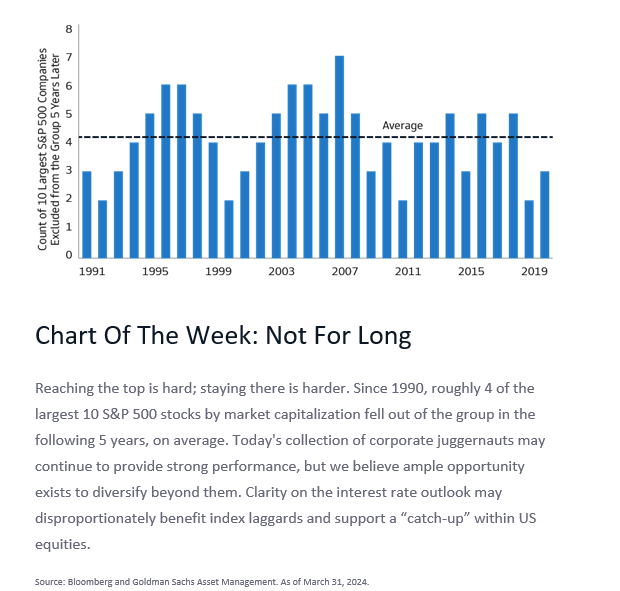 8
7
6
5
4
3
2
1
0
Count of 10 Largest S&P 500 Companies
Excluded from the Group 5 Years Later
Average
1991 1995 1999 2003 2007 2011 2015 2019
Chart Of The Week: Not For Long
Reaching the top is hard; staying there is harder. Since 1990, roughly 4 of the
largest 10 S&P 500 stocks by market capitalization fell out of the group in the
following 5 years, on average. Today's collection of corporate juggernauts may
continue to provide strong performance, but we believe ample opportunity
exists to diversify beyond them. Clarity on the interest rate outlook may
disproportionately benefit index laggards and support a “catch-up” within US
equities.
Source: Bloomberg and Goldman Sachs Asset Management. As of March 31, 2024.